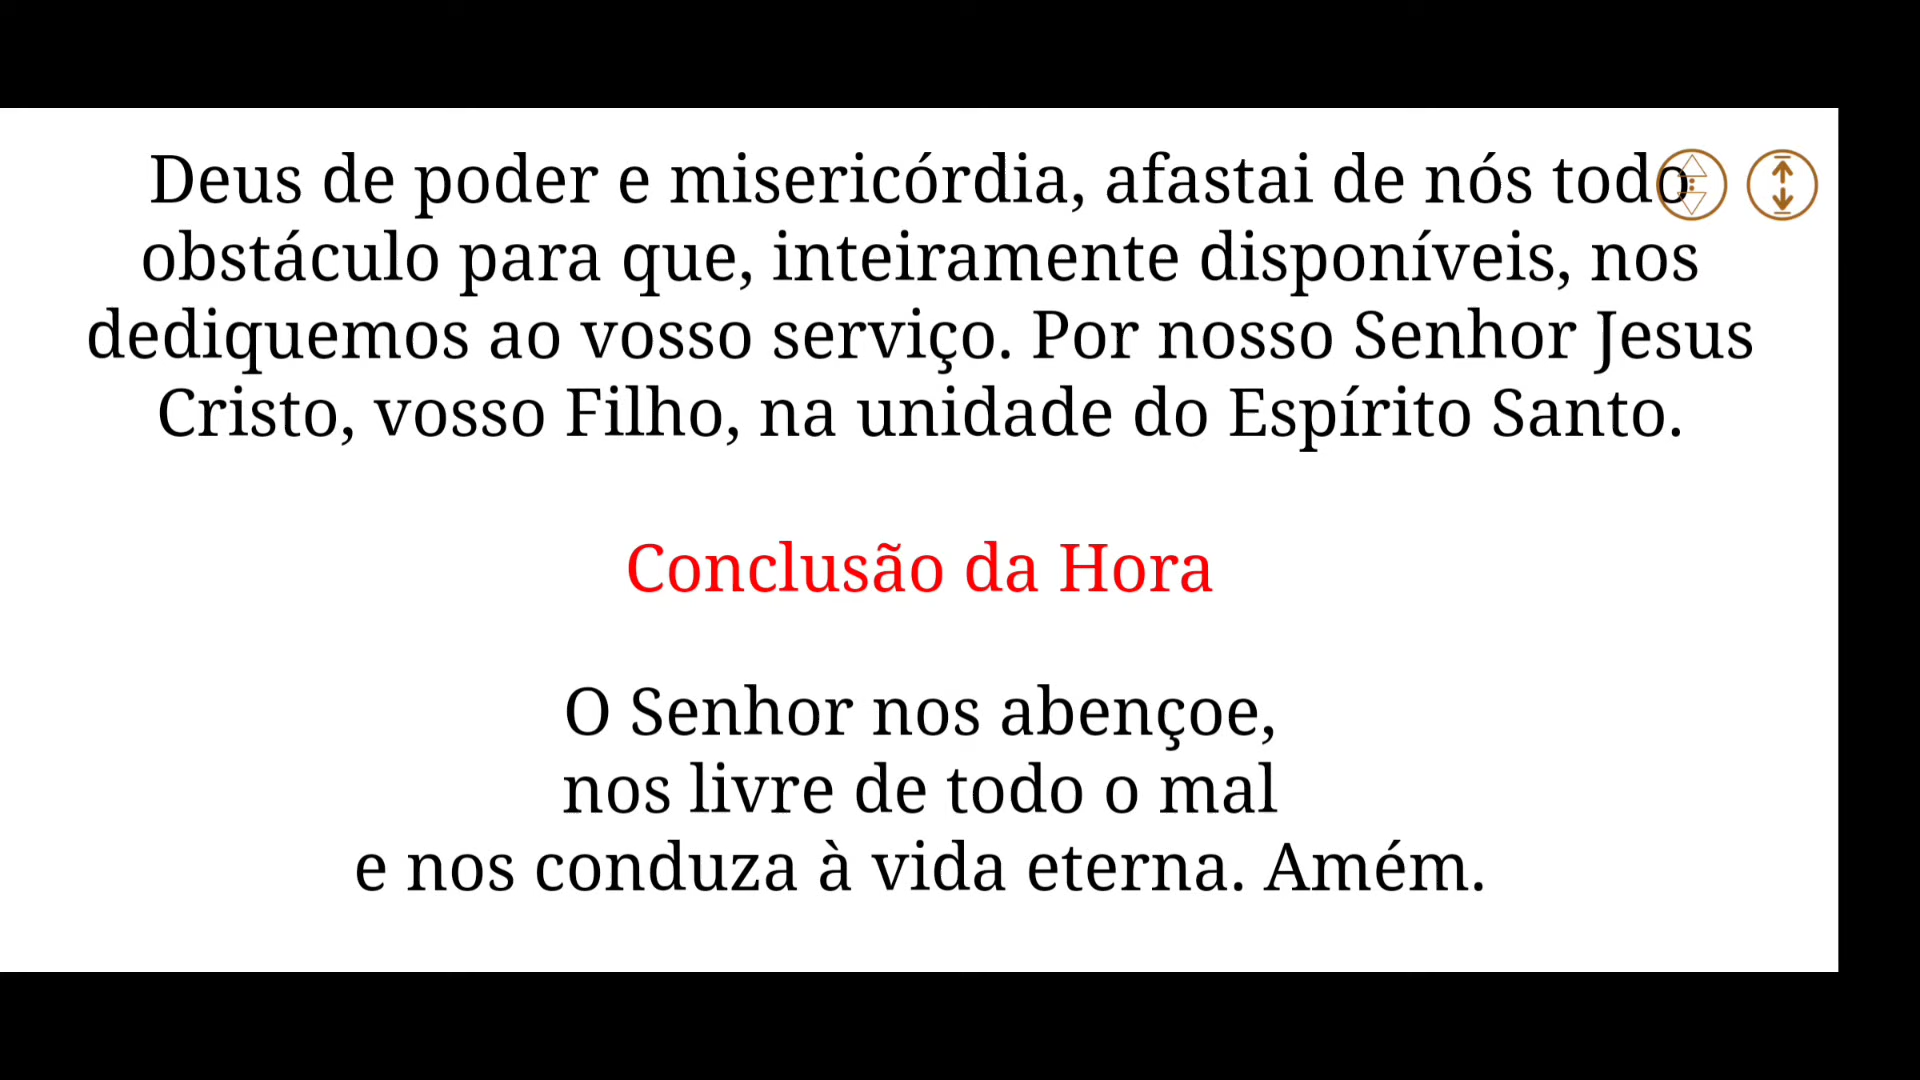 Deus de poder e misericórdia, afastai de nós todo
obstáculo para que, inteiramente disponíveis, nos
dediquemos ao vosso serviço. Por nosso Senhor Jesus
Cristo, vosso Filho, na unidade do Espírito Santo.
Conclusão da Hora
O Senhor nos abençoe,
nos livre de todo o mal
e nos conduza à vida eterna. Amém.